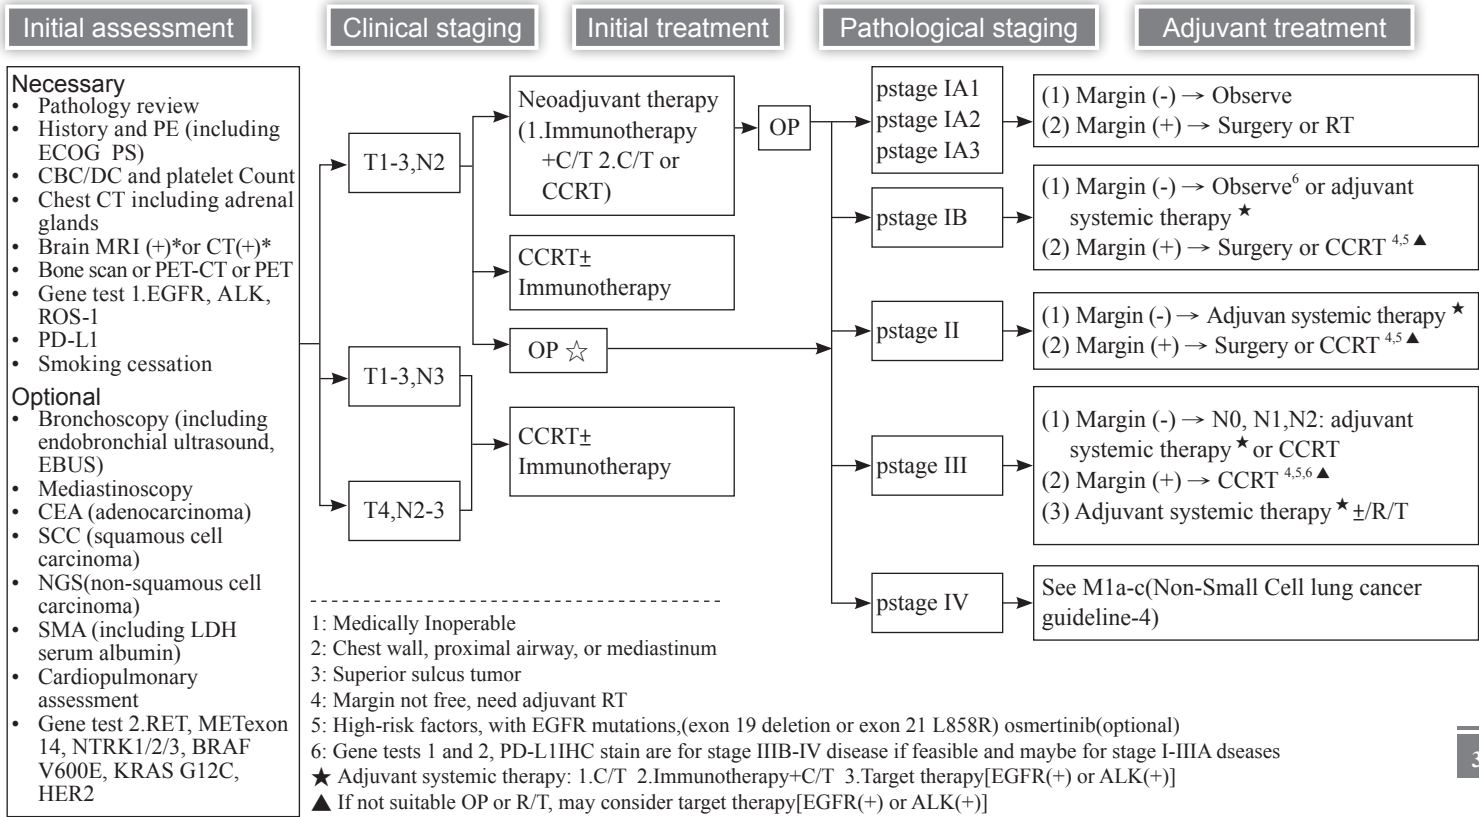 Initial assessment
Clinical staging
Initial treatment
Pathological staging
Adjuvant treatment
Necessary
• Pathology review
• History and PE (including
ECOG PS)
• CBC/DC and platelet Count
• Chest CT including adrenal
glands
• Brain MRI (+)*or CT(+)*
• Bone scan or PET-CT or PET
• Gene test 1.EGFR, ALK,
ROS-1
• PD-L1
• Smoking cessation
Optional
• Bronchoscopy (including
endobronchial ultrasound,
EBUS)
• Mediastinoscopy
• CEA (adenocarcinoma)
• SCC (squamous cell
carcinoma)
• NGS(non-squamous cell
carcinoma)
• SMA (including LDH
serum albumin)
• Cardiopulmonary
assessment
• Gene test 2.RET, METexon
14, NTRK1/2/3, BRAF
V600E, KRAS G12C,
HER2
T1-3,N2
T1-3,N3
T4,N2-3
Neoadjuvant therapy
(1.Immunotherapy
+C/T 2.C/T or
CCRT)
OP
CCRT±
Immunotherapy
OP ☆
CCRT±
Immunotherapy
pstage IA1
pstage IA2
pstage IA3
(1) Margin (-) → Observe
(2) Margin (+) → Surgery or RT
pstage IB
(1) Margin (-) → Observe⁶ or adjuvant
systemic therapy ★
(2) Margin (+) → Surgery or CCRT ⁴,⁵ ▲
pstage II
(1) Margin (-) → Adjuvan systemic therapy ★
(2) Margin (+) → Surgery or CCRT ⁴,⁵ ▲
pstage III
(1) Margin (-) → N0, N1,N2: adjuvant
systemic therapy ★ or CCRT
(2) Margin (+) → CCRT ⁴,⁵,⁶ ▲
(3) Adjuvant systemic therapy ★ ±/R/T
pstage IV
See M1a-c(Non-Small Cell lung cancer
guideline-4)
1: Medically Inoperable
2: Chest wall, proximal airway, or mediastinum
3: Superior sulcus tumor
4: Margin not free, need adjuvant RT
5: High-risk factors, with EGFR mutations,(exon 19 deletion or exon 21 L858R) osmertinib(optional)
6: Gene tests 1 and 2, PD-L1IHC stain are for stage IIIB-IV disease if feasible and maybe for stage I-IIIA dseases
★ Adjuvant systemic therapy: 1.C/T 2.Immunotherapy+C/T 3.Target therapy[EGFR(+) or ALK(+)]
▲ If not suitable OP or R/T, may consider target therapy[EGFR(+) or ALK(+)]
3